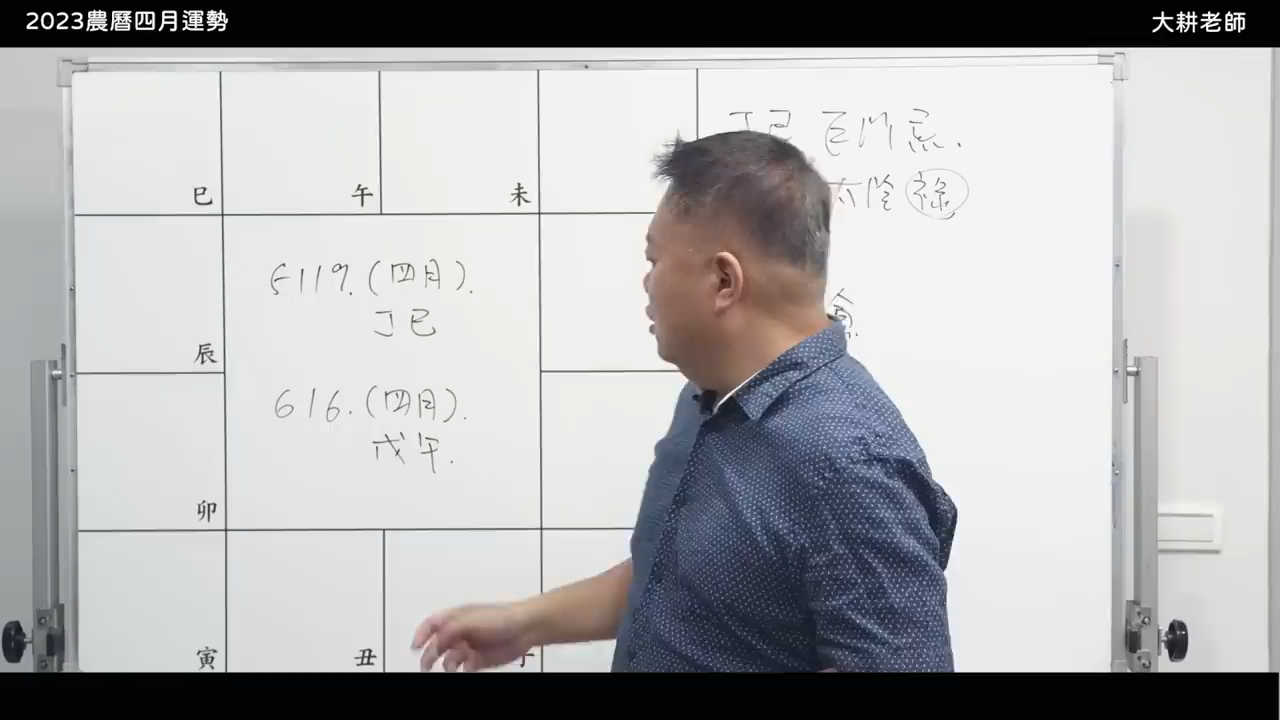 2023農曆四月運勢
大耕老師
巳
午
未
辰
卯
寅
丑
5119.(四月).
丁巳
616.(四月).
戊午.
丁巳 巨門忌.
太陰祿